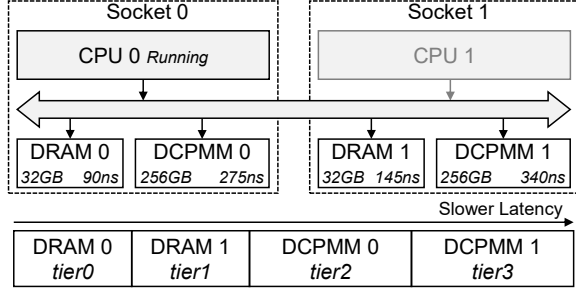 Socket 0 Socket 1
CPU 0 Running CPU 1
DRAM 0 DCPMM 0 DRAM 1 DCPMM 1
32GB 90ns 256GB 275ns 32GB 145ns 256GB 340ns
Slower Latency
DRAM 0 DRAM 1 DCPMM 0 DCPMM 1
tier0 tier1 tier2 tier3